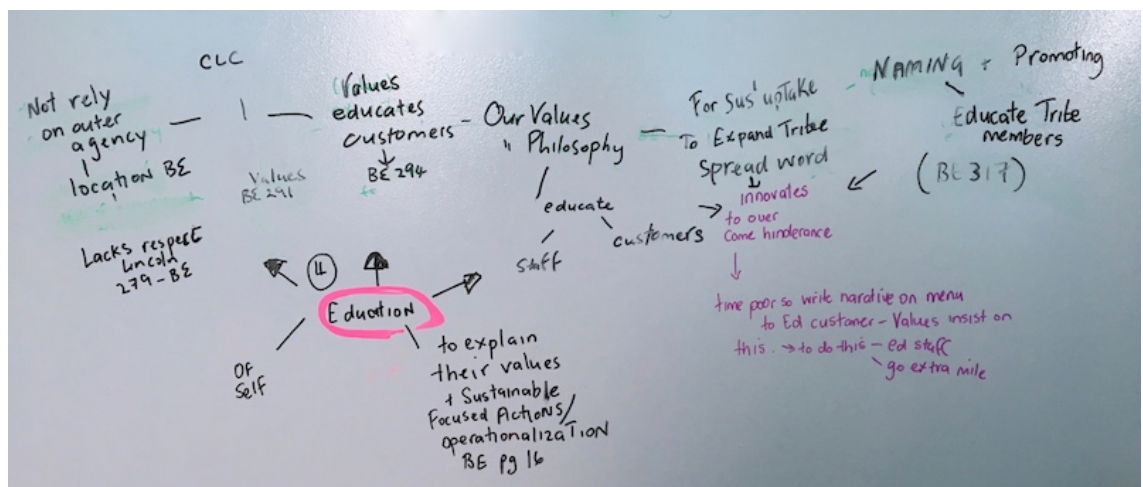 CLC
Not rely
on outer
agency
location BE
Lacks respect
Lincoln
279-BE
Values
BE 291
Values
educates
customers
BE 294
Our Values
" Philosophy
educate
staff
customers
For Sus' upTake
To Expand Tribe
Spread word
innovates
to over
Come hinderance
NAMING + Promoting
Educate Tribe
members
(BE 317)
time poor so write narative on menu
to Ed custaner - Values insist on
this. → to do this - ed staff
go extra mile
Education
OF
Self
to explain
their values
+ Sustainable
Focused Actions/
operationalizaTION
BE pg 16